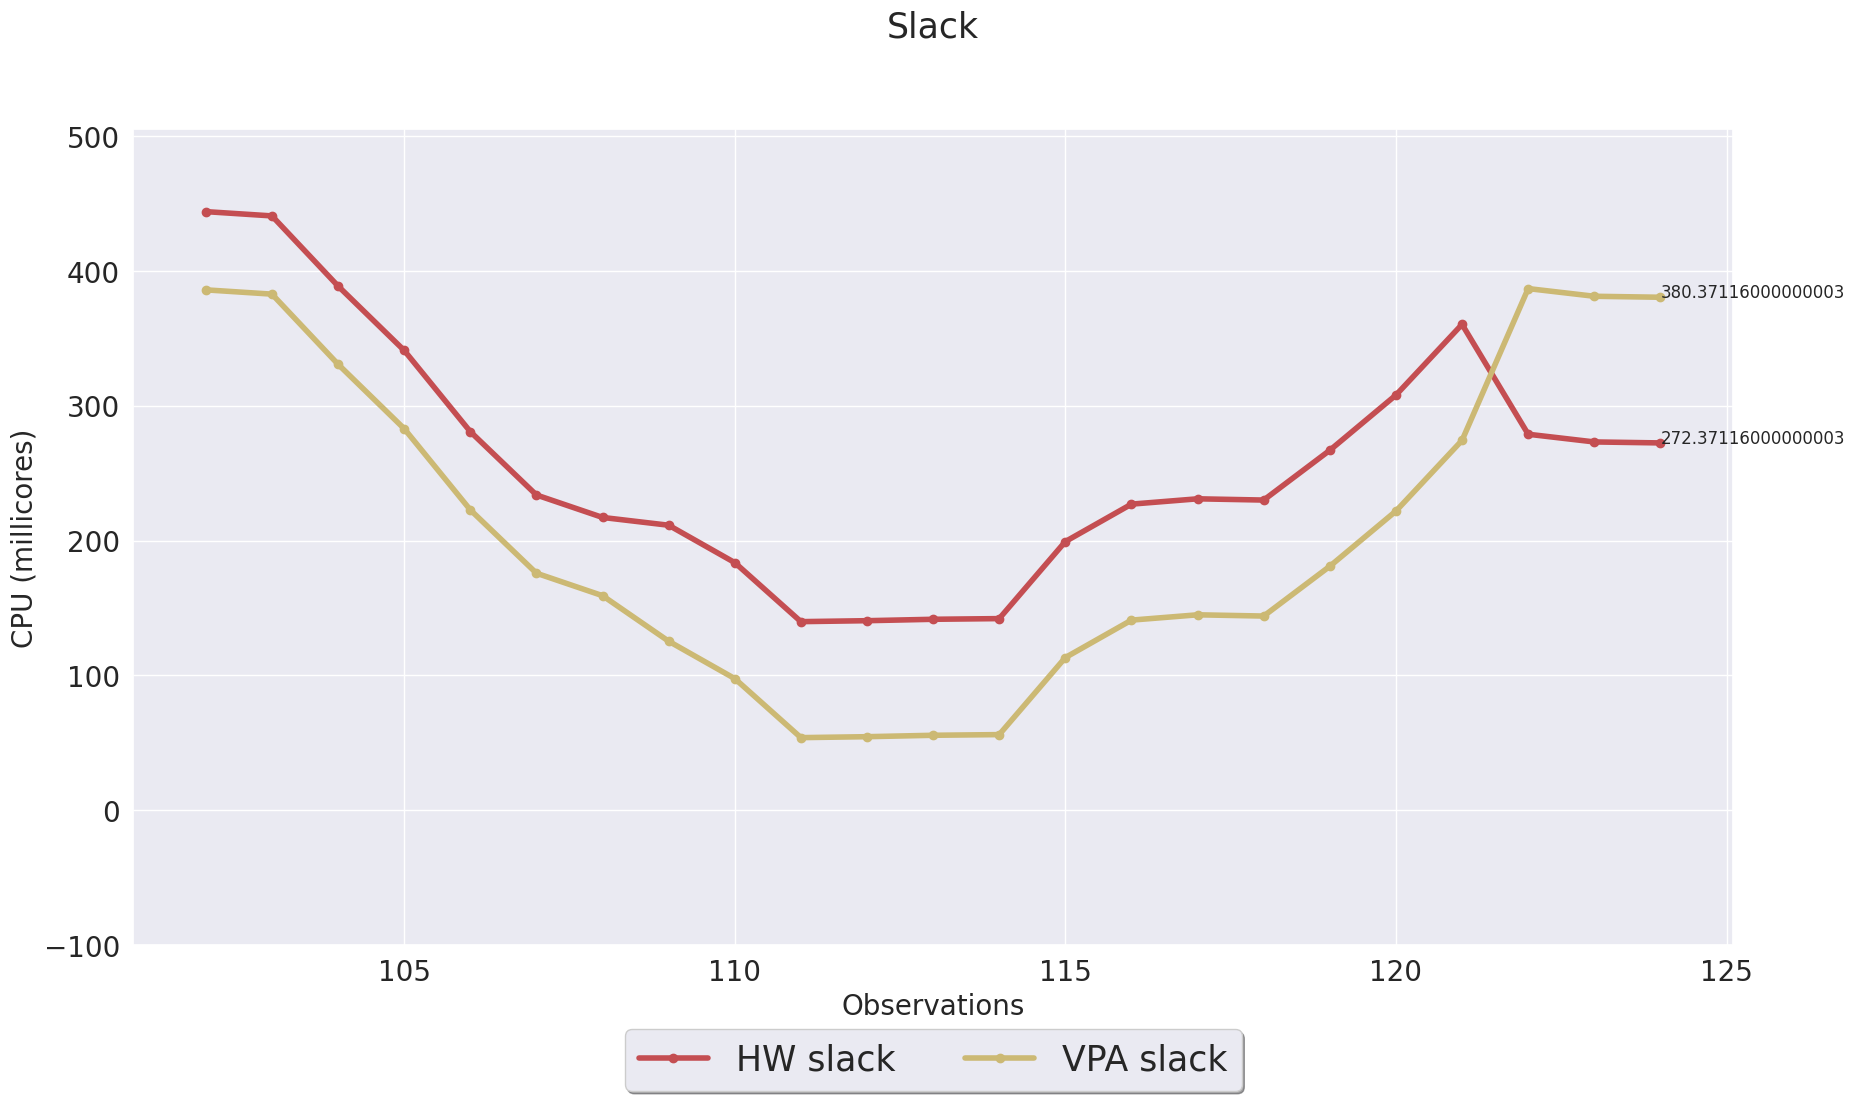 Slack
500
400
300
200
100
0
−100
CPU (millicores)
380.37116000000003
272.37116000000003
105 110 115 120 125
Observations
HW slack VPA slack